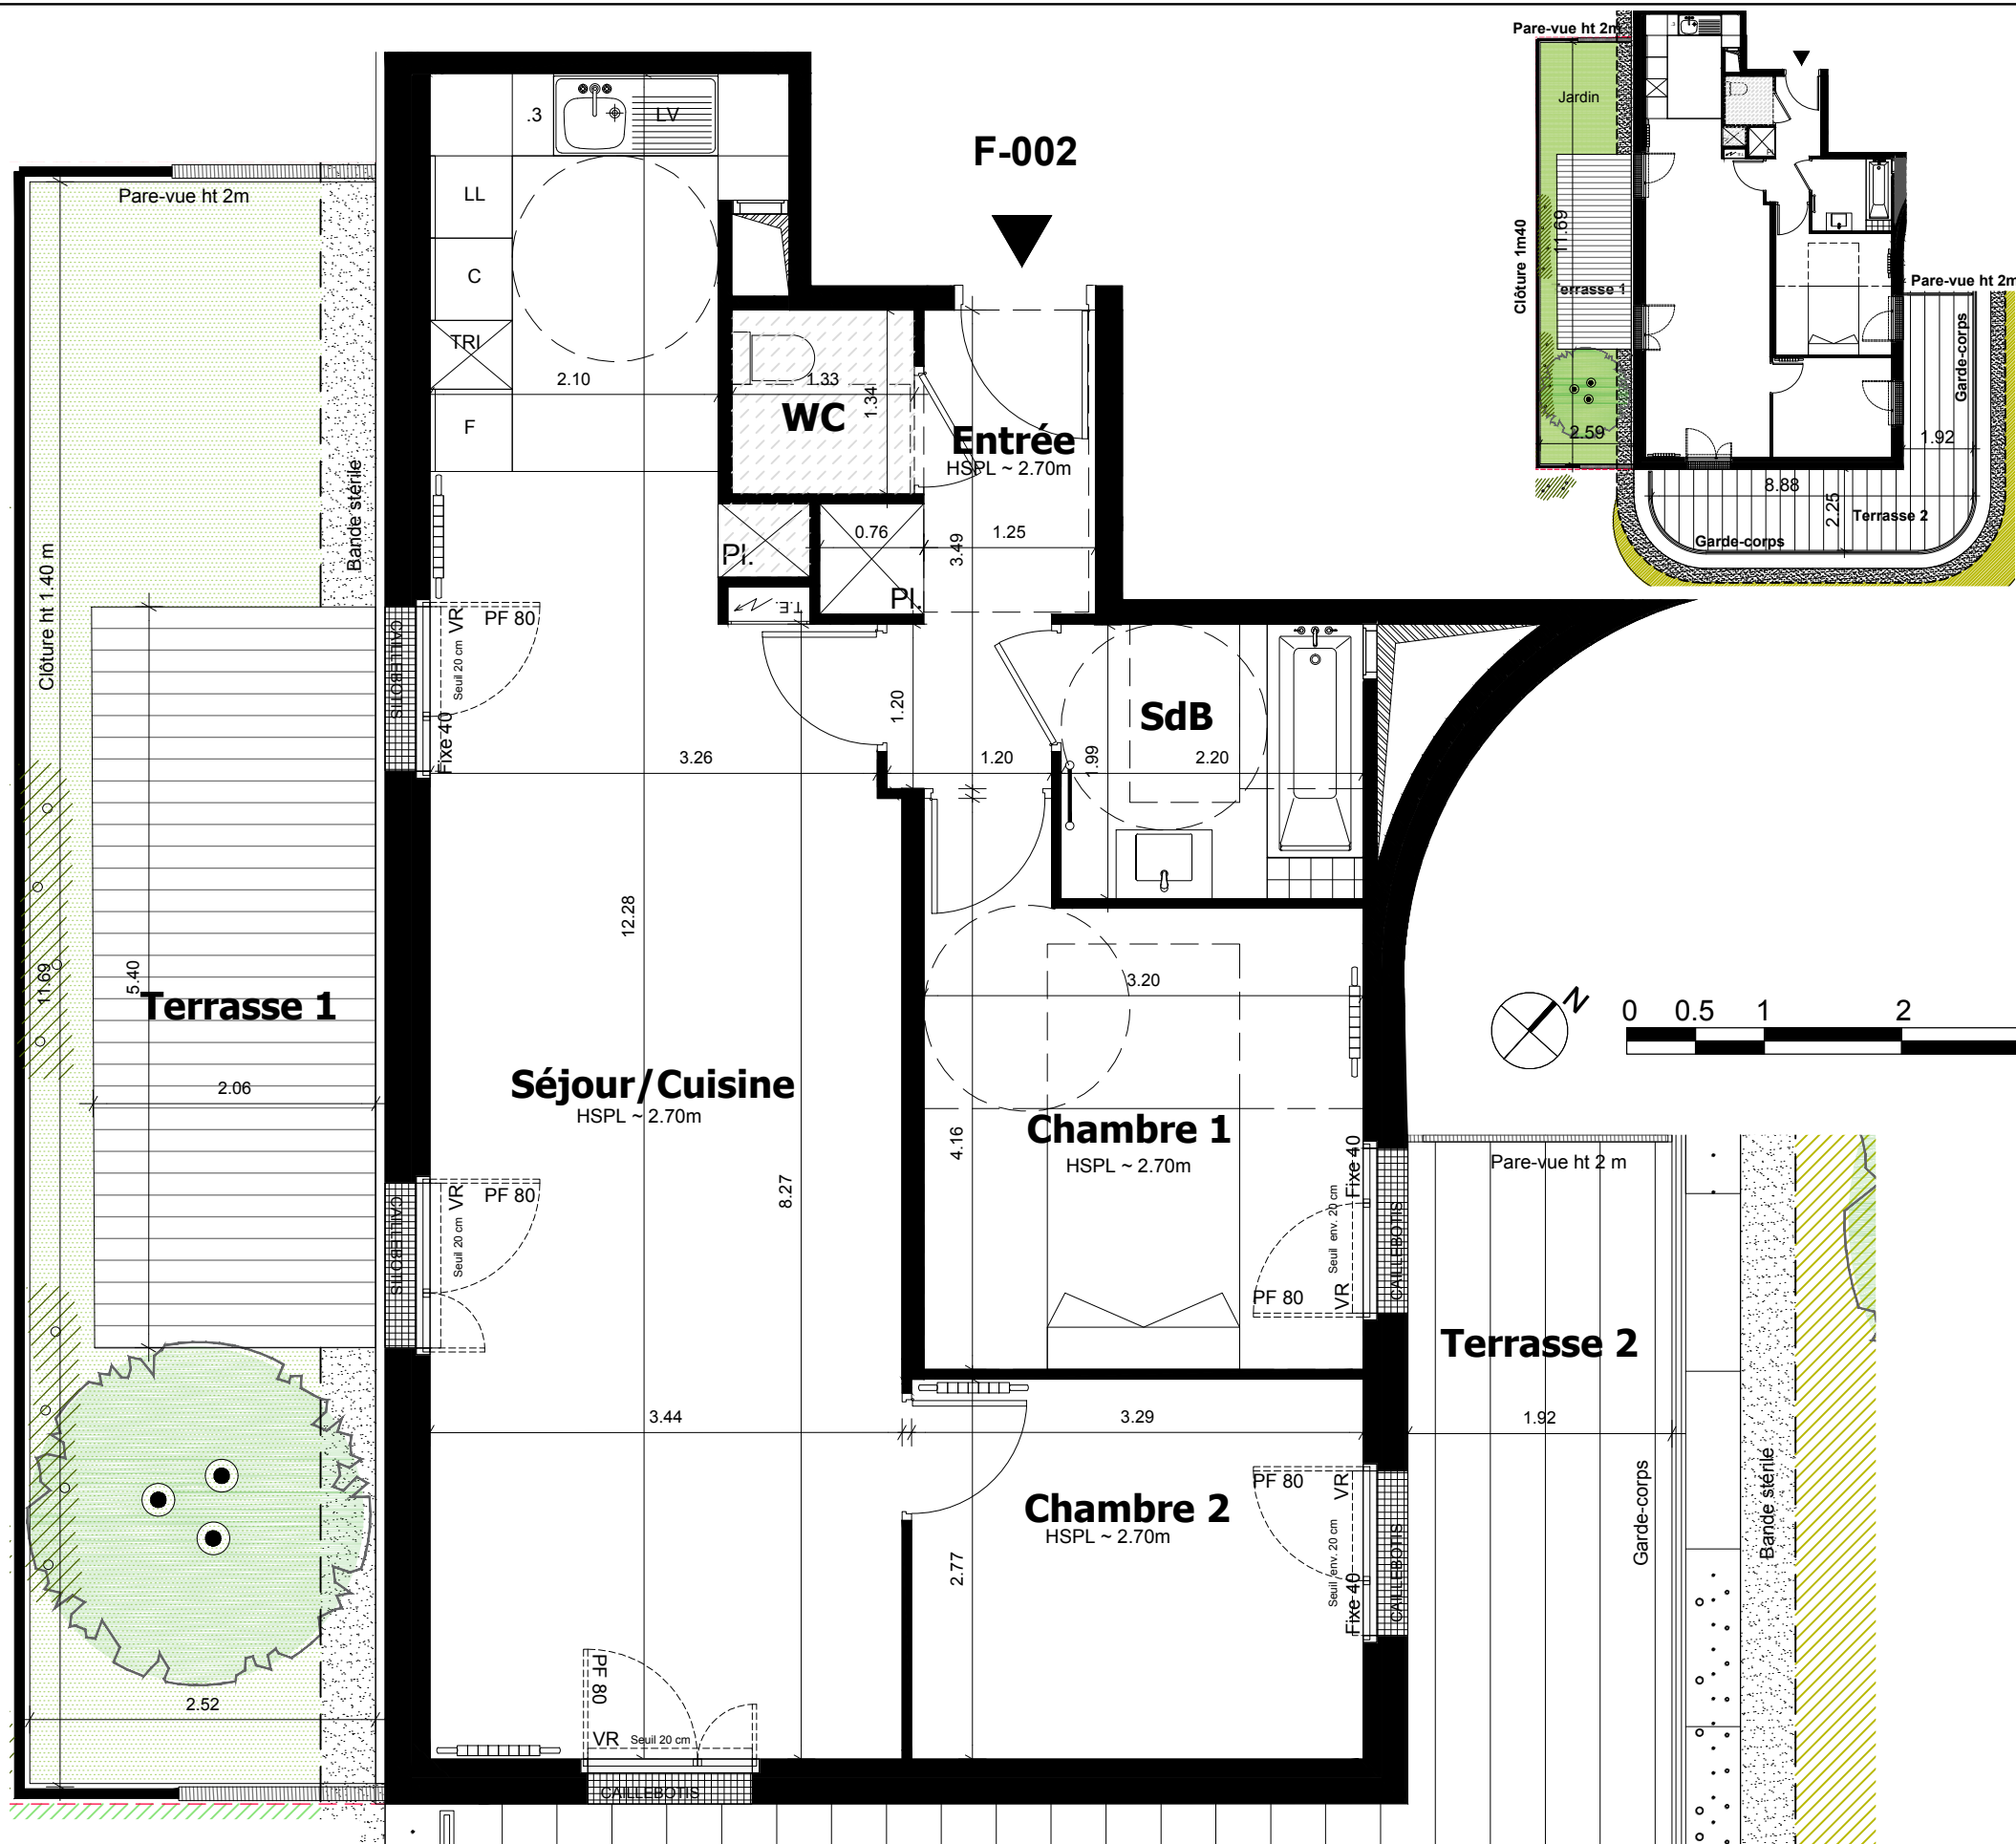 Pare-vue ht 2m
Jardin
11.69
Clôture 1m40
Terrasse 1
2.59
Pare-vue ht 2m
Garde-corps
1.92
8.88
2.25
Terrasse 2
Garde-corps
F-002
.3
LV
LL
C
TRI
F
2.10
1.33
1.34
WC
Entrée
HSPL ~ 2.70m
Pl.
0.76
Pl.
3.49
1.25
T.E
Pare-vue ht 2m
Bande stérile
Clôture ht 1.40 m
CAILLEBOTIS
VR
PF 80
Seuil 20 cm
Fixe 40
3.26
1.20
1.20
SdB
1.99
2.20
12.28
11.69
5.40
Terrasse 1
2.06
Séjour/Cuisine
HSPL ~ 2.70m
8.27
3.20
Chambre 1
HSPL ~ 2.70m
4.16
N
0 0.5 1 2
CAILLEBOTIS
VR
PF 80
Seuil 20 cm
Fixe 40
Seuil env. 20 cm
VR
PF 80
CAILLEBOTIS
Pare-vue ht 2 m
Terrasse 2
1.92
3.44
3.29
Chambre 2
HSPL ~ 2.70m
2.77
PF 80
VR
Seuil env. 20 cm
Fixe 40
CAILLEBOTIS
Garde-corps
Bande stérile
2.52
PF 80
VR
Seuil 20 cm
CAILLEBOTIS